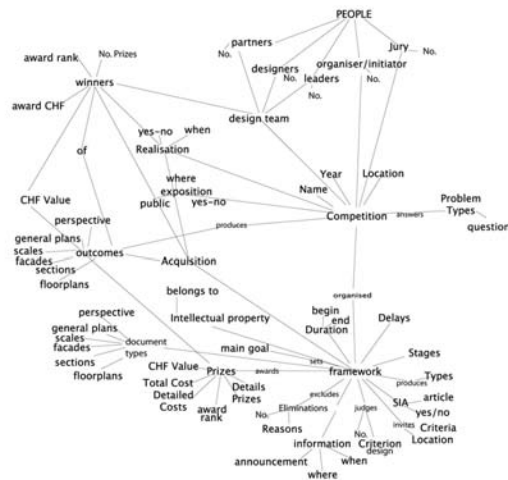 PEOPLE
partners
Jury
No. Prizes
No.
No.
award rank
designers
organiser/initiator
winners
No.
leaders
No.
No.
award CHF
design team
yes-no
when
of
Realisation
Year
Location
where
Name
CHF Value
exposition
Problem
public
yes-no
Types
perspective
Competition
answers
produces
question
general plans
outcomes
scales
facades
Acquisition
sections
floorplans
organised
belongs to
begin
perspective
Intellectual property
end
Delays
general plans
Duration
scales
document
main goal
facades
types
Stages
sets
sections
CHF Value
Prizes
awards
framework
Types
floorplans
produces
Total Cost
Details
excludes
article
Detailed
Prizes
SIA
Costs
Eliminations
judges
yes/no
award
No.
invites
rank
Criteria
Reasons
No.
Location
information
Criterion
design
announcement
when
where